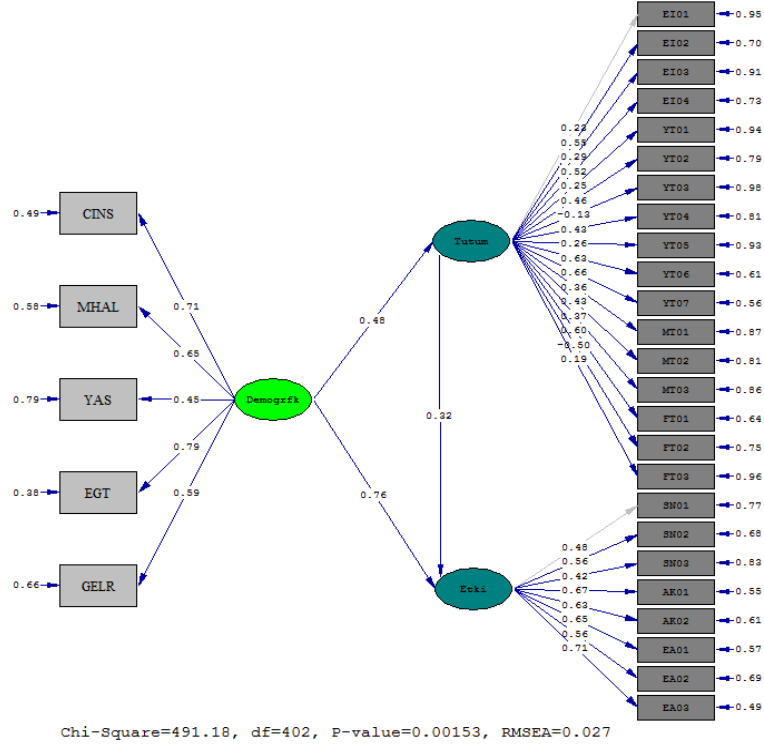 0.49 CINS
0.58 MHAL
0.79 YAS
0.38 EGT
0.66 GELR
0.71
0.65
0.45
0.79
0.59
Demogrfk
0.48
0.76
0.32
Tutum
Etki
0.23
0.55
0.29
0.52
0.25
0.46
-0.13
0.43
0.26
0.63
0.66
0.36
0.43
0.37
0.60
-0.50
0.19
0.48
0.56
0.42
0.67
0.63
0.65
0.56
0.71
EI01 0.95
EI02 0.70
EI03 0.91
EI04 0.73
YT01 0.94
YT02 0.79
YT03 0.98
YT04 0.81
YT05 0.93
YT06 0.61
YT07 0.56
MT01 0.87
MT02 0.81
MT03 0.86
FT01 0.64
FT02 0.75
FT03 0.96
SN01 0.77
SN02 0.68
SN03 0.83
AK01 0.55
AK02 0.61
EA01 0.57
EA02 0.69
EA03 0.49
Chi-Square=491.18, df=402, P-value=0.00153, RMSEA=0.027